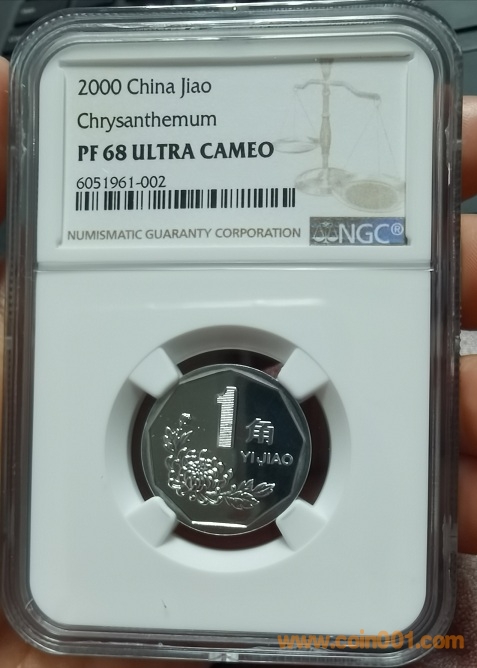 2000 China Jiao
Chrysanthemum
PF 68 ULTRA CAMEO
6051961-002
NUMISMATIC GUARANTY CORPORATION
NGC®
1角
YI JIAO
www.coin001.com